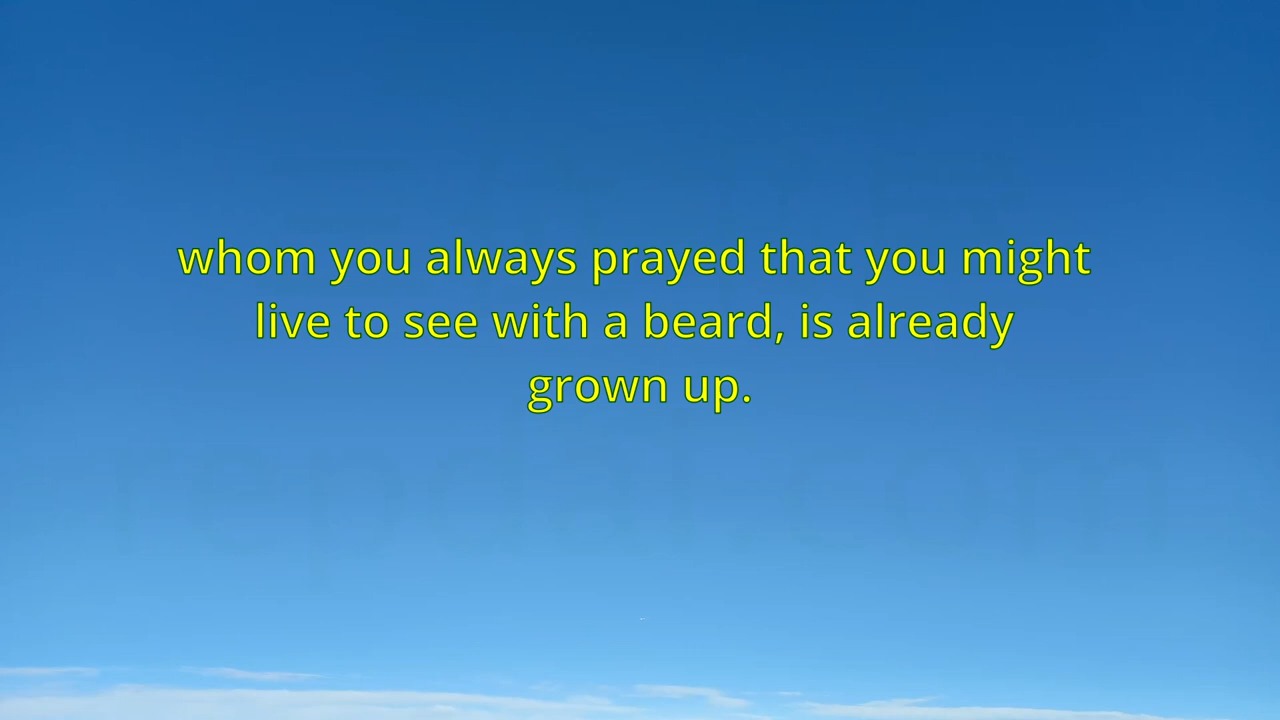 whom you always prayed that you might
live to see with a beard, is already
grown up.